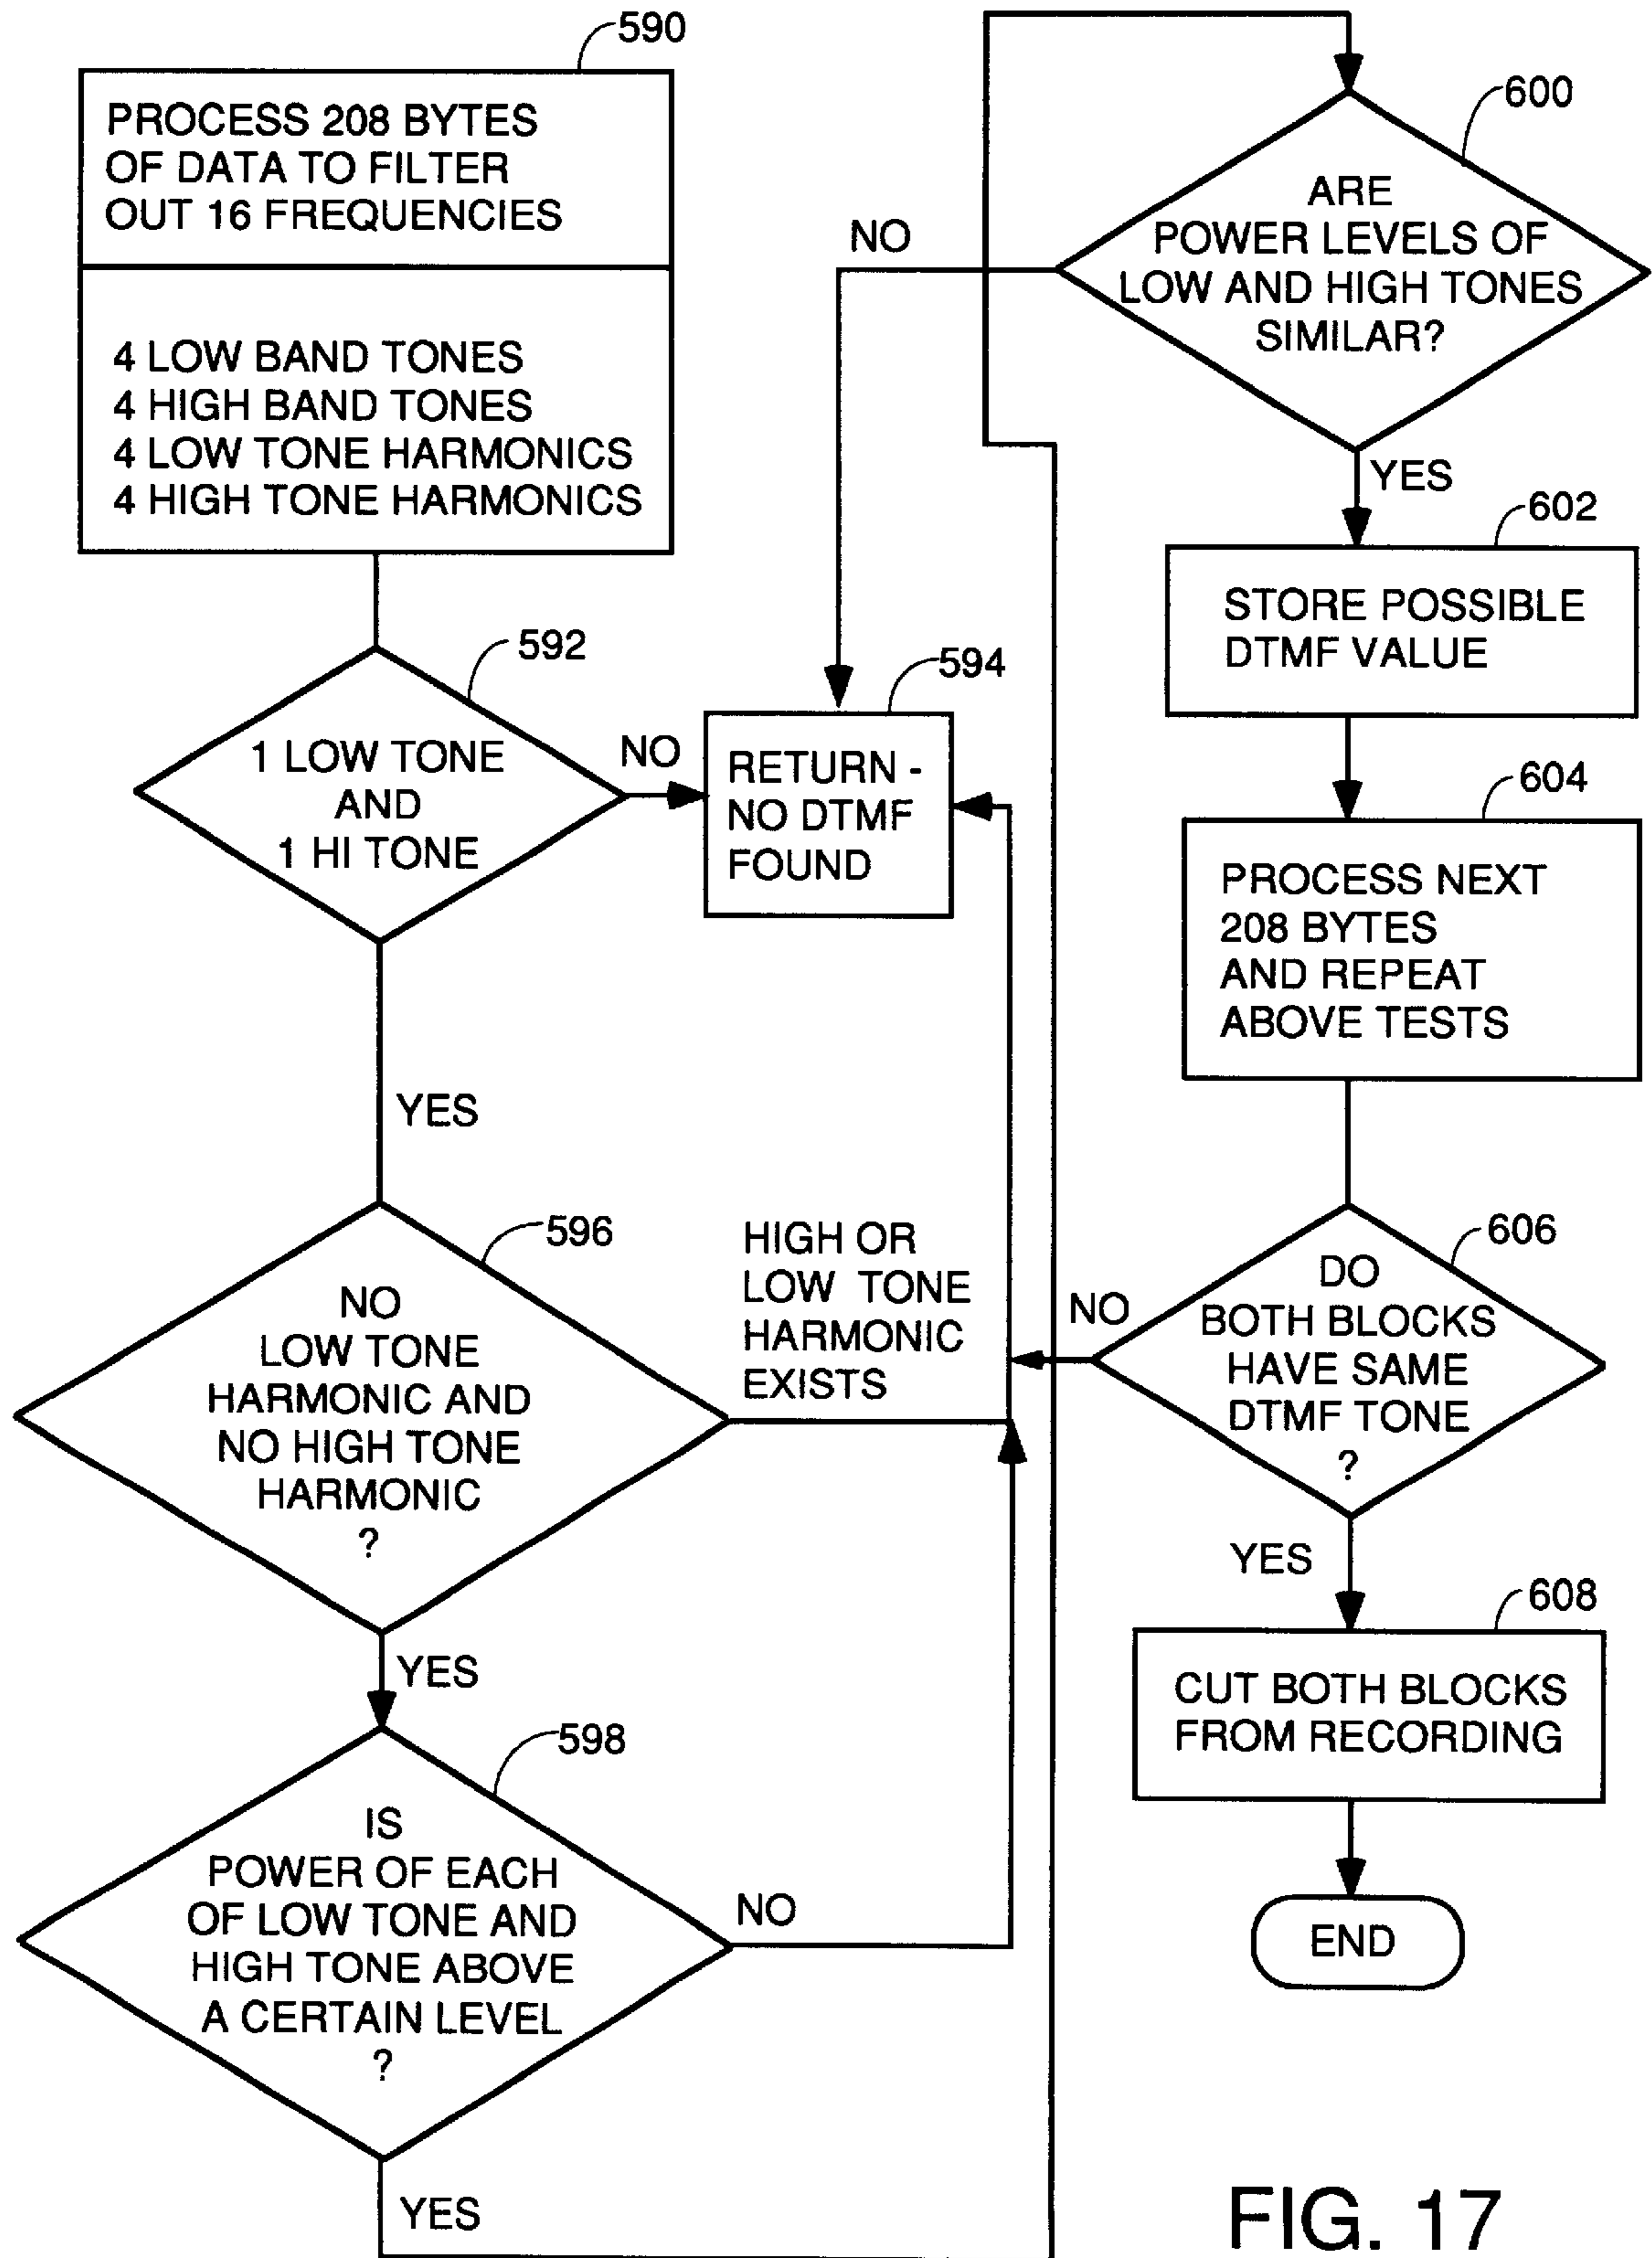 590
PROCESS 208 BYTES
OF DATA TO FILTER
OUT 16 FREQUENCIES
4 LOW BAND TONES
4 HIGH BAND TONES
4 LOW TONE HARMONICS
4 HIGH TONE HARMONICS
592
1 LOW TONE
AND
1 HI TONE
NO
594
RETURN -
NO DTMF
FOUND
YES
596
NO
LOW TONE
HARMONIC AND
NO HIGH TONE
HARMONIC
?
HIGH OR
LOW TONE
HARMONIC
EXISTS
YES
598
IS
POWER OF EACH
OF LOW TONE AND
HIGH TONE ABOVE
A CERTAIN LEVEL
?
NO
YES
600
ARE
POWER LEVELS OF
LOW AND HIGH TONES
SIMILAR?
NO
YES
602
STORE POSSIBLE
DTMF VALUE
604
PROCESS NEXT
208 BYTES
AND REPEAT
ABOVE TESTS
606
DO
BOTH BLOCKS
HAVE SAME
DTMF TONE
?
NO
YES
608
CUT BOTH BLOCKS
FROM RECORDING
END
FIG. 17